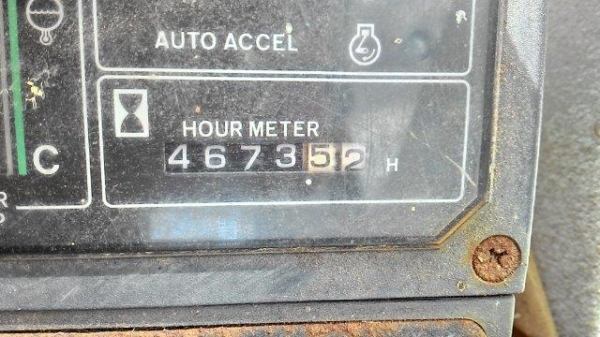 AUTO ACCEL
HOUR METER
467352 H
C
R